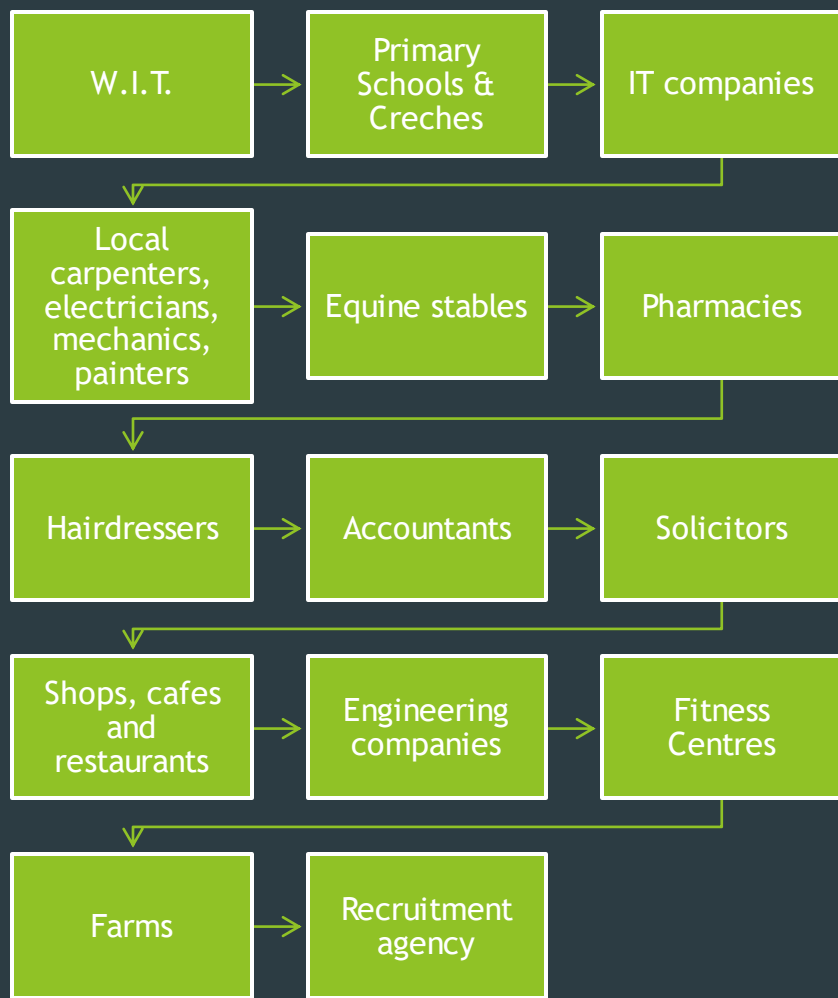 W.I.T.
Primary
Schools &
Creches
IT companies
Local
carpenters,
electricians,
mechanics,
painters
Equine stables
Pharmacies
Hairdressers
Accountants
Solicitors
Shops, cafes
and
restaurants
Engineering
companies
Fitness
Centres
Farms
Recruitment
agency